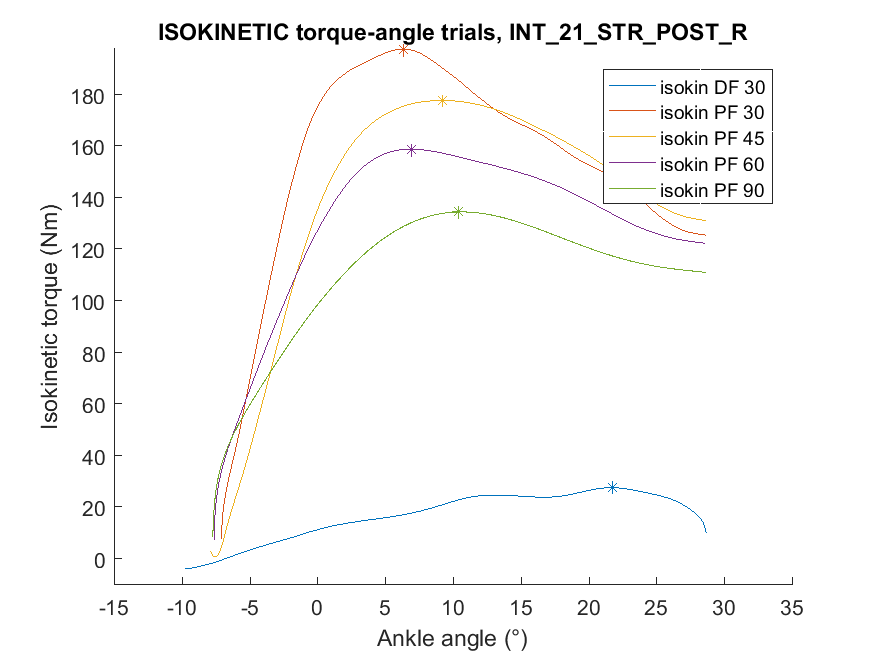 ISOKINETIC torque-angle trials, INT_21_STR_POST_R
isokin DF 30
isokin PF 30
isokin PF 45
isokin PF 60
isokin PF 90
Isokinetic torque (Nm)
180
160
140
120
100
80
60
40
20
0
-15 -10 -5 0 5 10 15 20 25 30 35
Ankle angle (°)